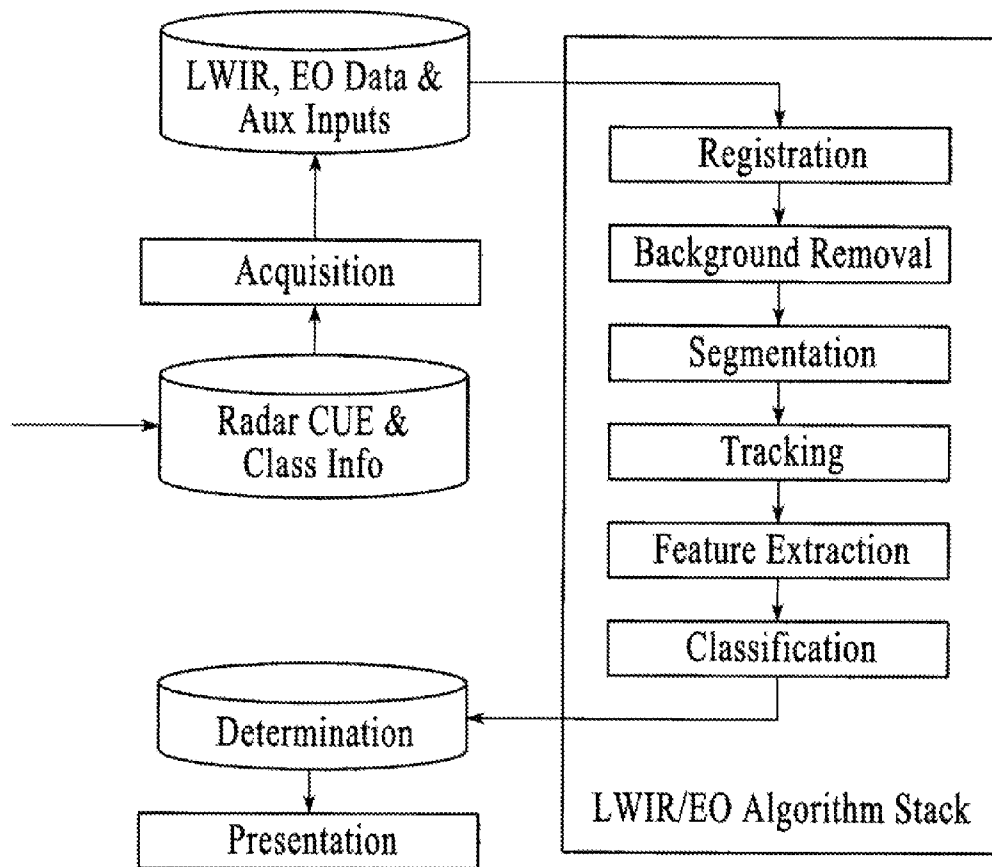 LWIR, EO Data &
Aux Inputs
Acquisition
Radar CUE &
Class Info
Registration
Background Removal
Segmentation
Tracking
Feature Extraction
Classification
LWIR/EO Algorithm Stack
Determination
Presentation